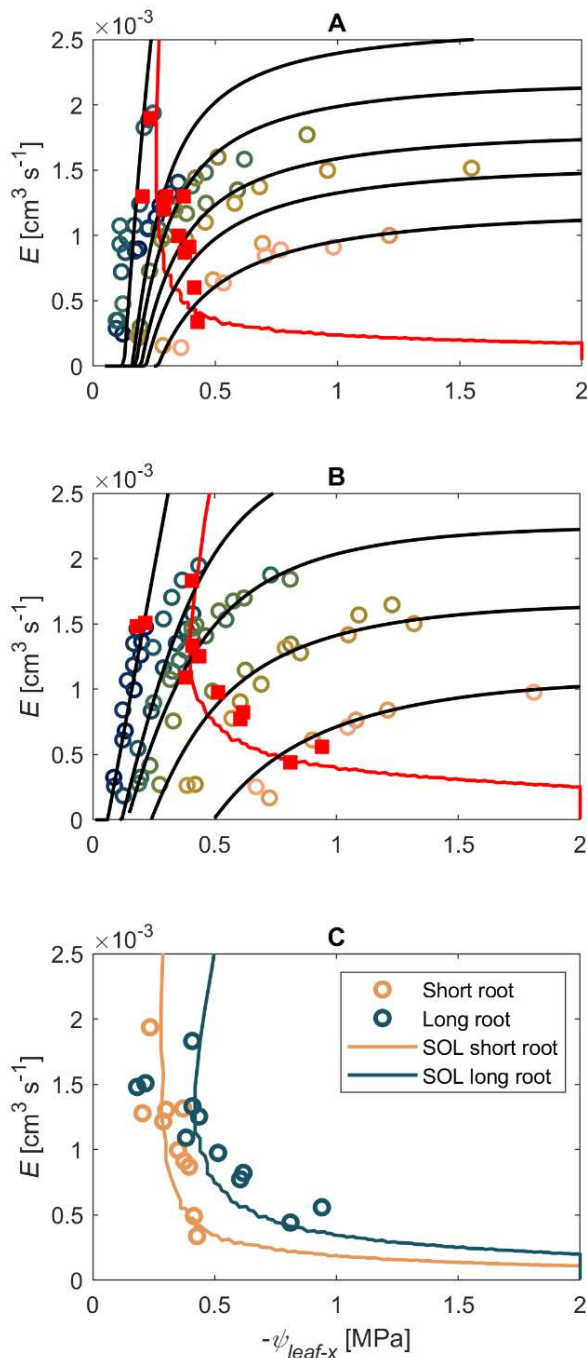 A
×10⁻³
2.5
2
1.5
1
0.5
0
E [cm³ s⁻¹]
0 0.5 1 1.5 2
B
×10⁻³
2.5
2
1.5
1
0.5
0
E [cm³ s⁻¹]
0 0.5 1 1.5 2
C
×10⁻³
2.5
2
1.5
1
0.5
0
E [cm³ s⁻¹]
Short root
Long root
SOL short root
SOL long root
0 0.5 1 1.5 2
-ψleaf-x [MPa]